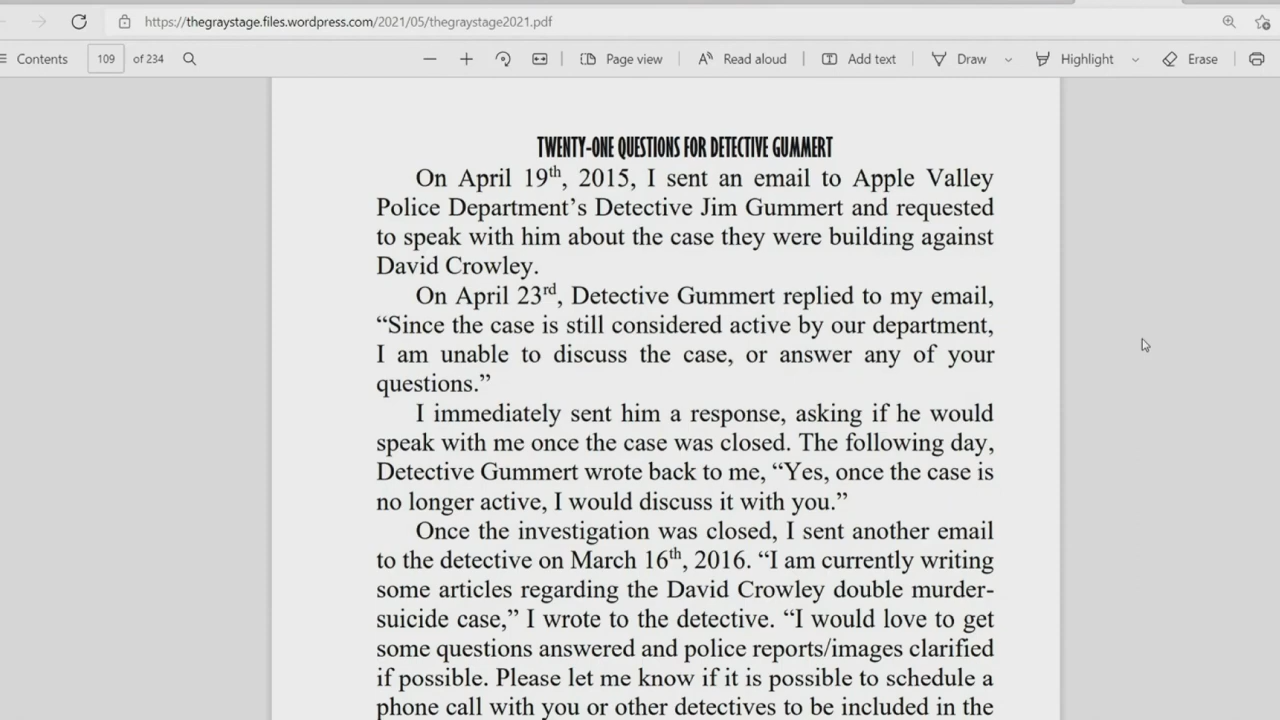 https://thegraystage.files.wordpress.com/2021/05/thegraystage2021.pdf
Contents 109 of 234 Page view Read aloud Add text Draw Highlight Erase
TWENTY-ONE QUESTIONS FOR DETECTIVE GUMMERT
On April 19th, 2015, I sent an email to Apple Valley
Police Department’s Detective Jim Gummert and requested
to speak with him about the case they were building against
David Crowley.
On April 23rd, Detective Gummert replied to my email,
“Since the case is still considered active by our department,
I am unable to discuss the case, or answer any of your
questions.”
I immediately sent him a response, asking if he would
speak with me once the case was closed. The following day,
Detective Gummert wrote back to me, “Yes, once the case is
no longer active, I would discuss it with you.”
Once the investigation was closed, I sent another email
to the detective on March 16th, 2016. “I am currently writing
some articles regarding the David Crowley double murder-
suicide case,” I wrote to the detective. “I would love to get
some questions answered and police reports/images clarified
if possible. Please let me know if it is possible to schedule a
phone call with you or other detectives to be included in the